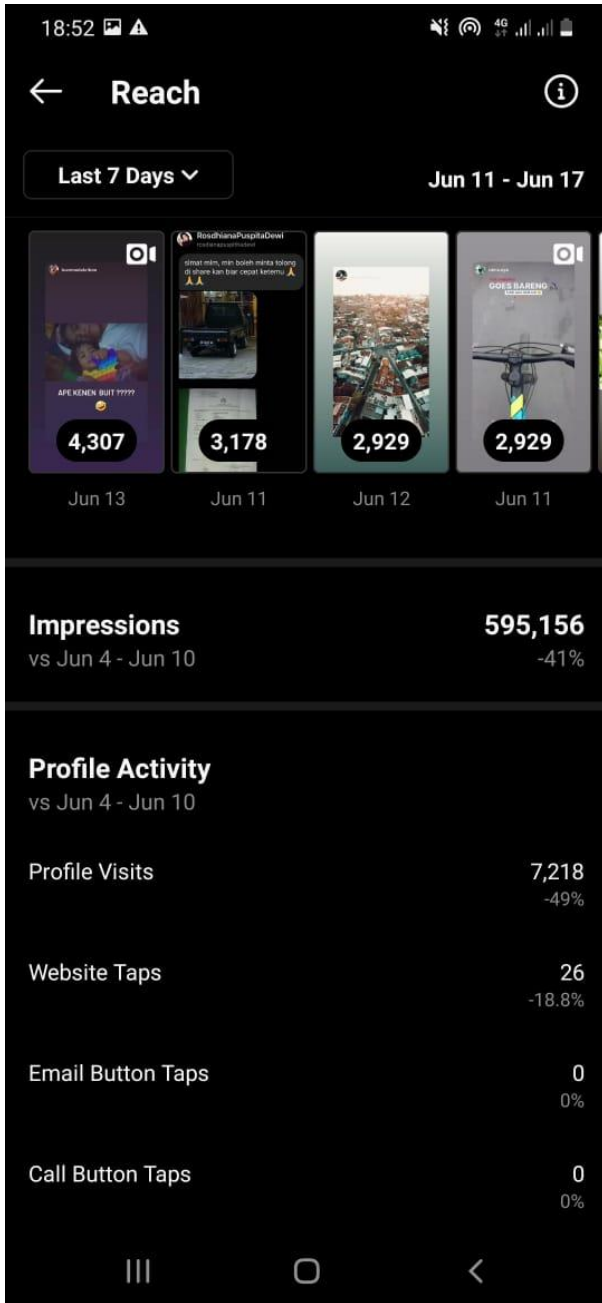 18:52
4G
Reach
Last 7 Days
Jun 11 - Jun 17
RosdhianaPuspitaDewi
simat mim, min boleh minta tolang
di share kan biar cepat ketemu 🙏
🙏🙏
GOES BARENG
APE KENEN BUIT ?????
4,307
3,178
2,929
2,929
Jun 13
Jun 11
Jun 12
Jun 11
Impressions
595,156
vs Jun 4 - Jun 10
-41%
Profile Activity
vs Jun 4 - Jun 10
Profile Visits
7,218
-49%
Website Taps
26
-18.8%
Email Button Taps
0
0%
Call Button Taps
0
0%